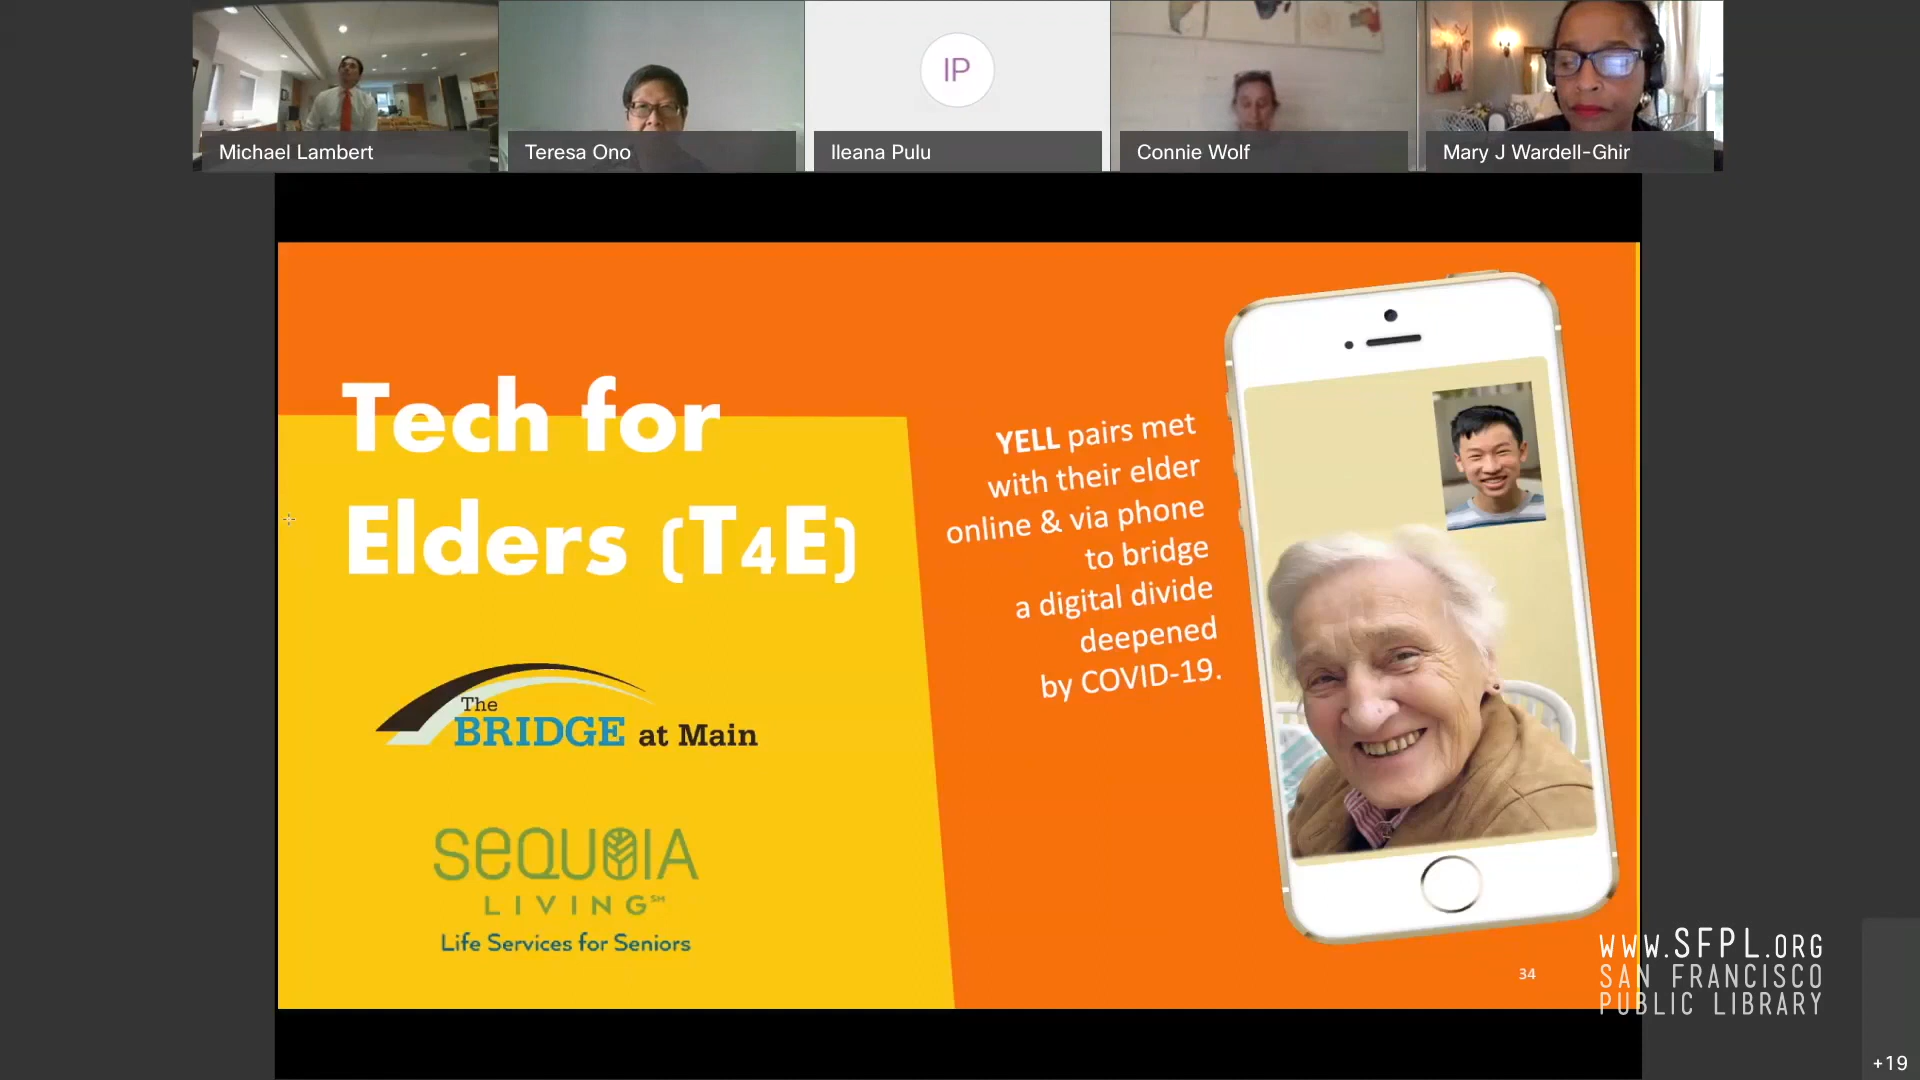 Michael Lambert
Teresa Ono
IP
Ileana Pulu
Connie Wolf
Mary J Wardell-Ghir
Tech for
Elders (T4E)
YELL pairs met
with their elder
online & via phone
to bridge
a digital divide
deepened
by COVID-19.
The
BRIDGE at Main
SEQUOIA
LIVING℠
Life Services for Seniors
34
WWW.SFPL.ORG
SAN FRANCISCO
PUBLIC LIBRARY
+19